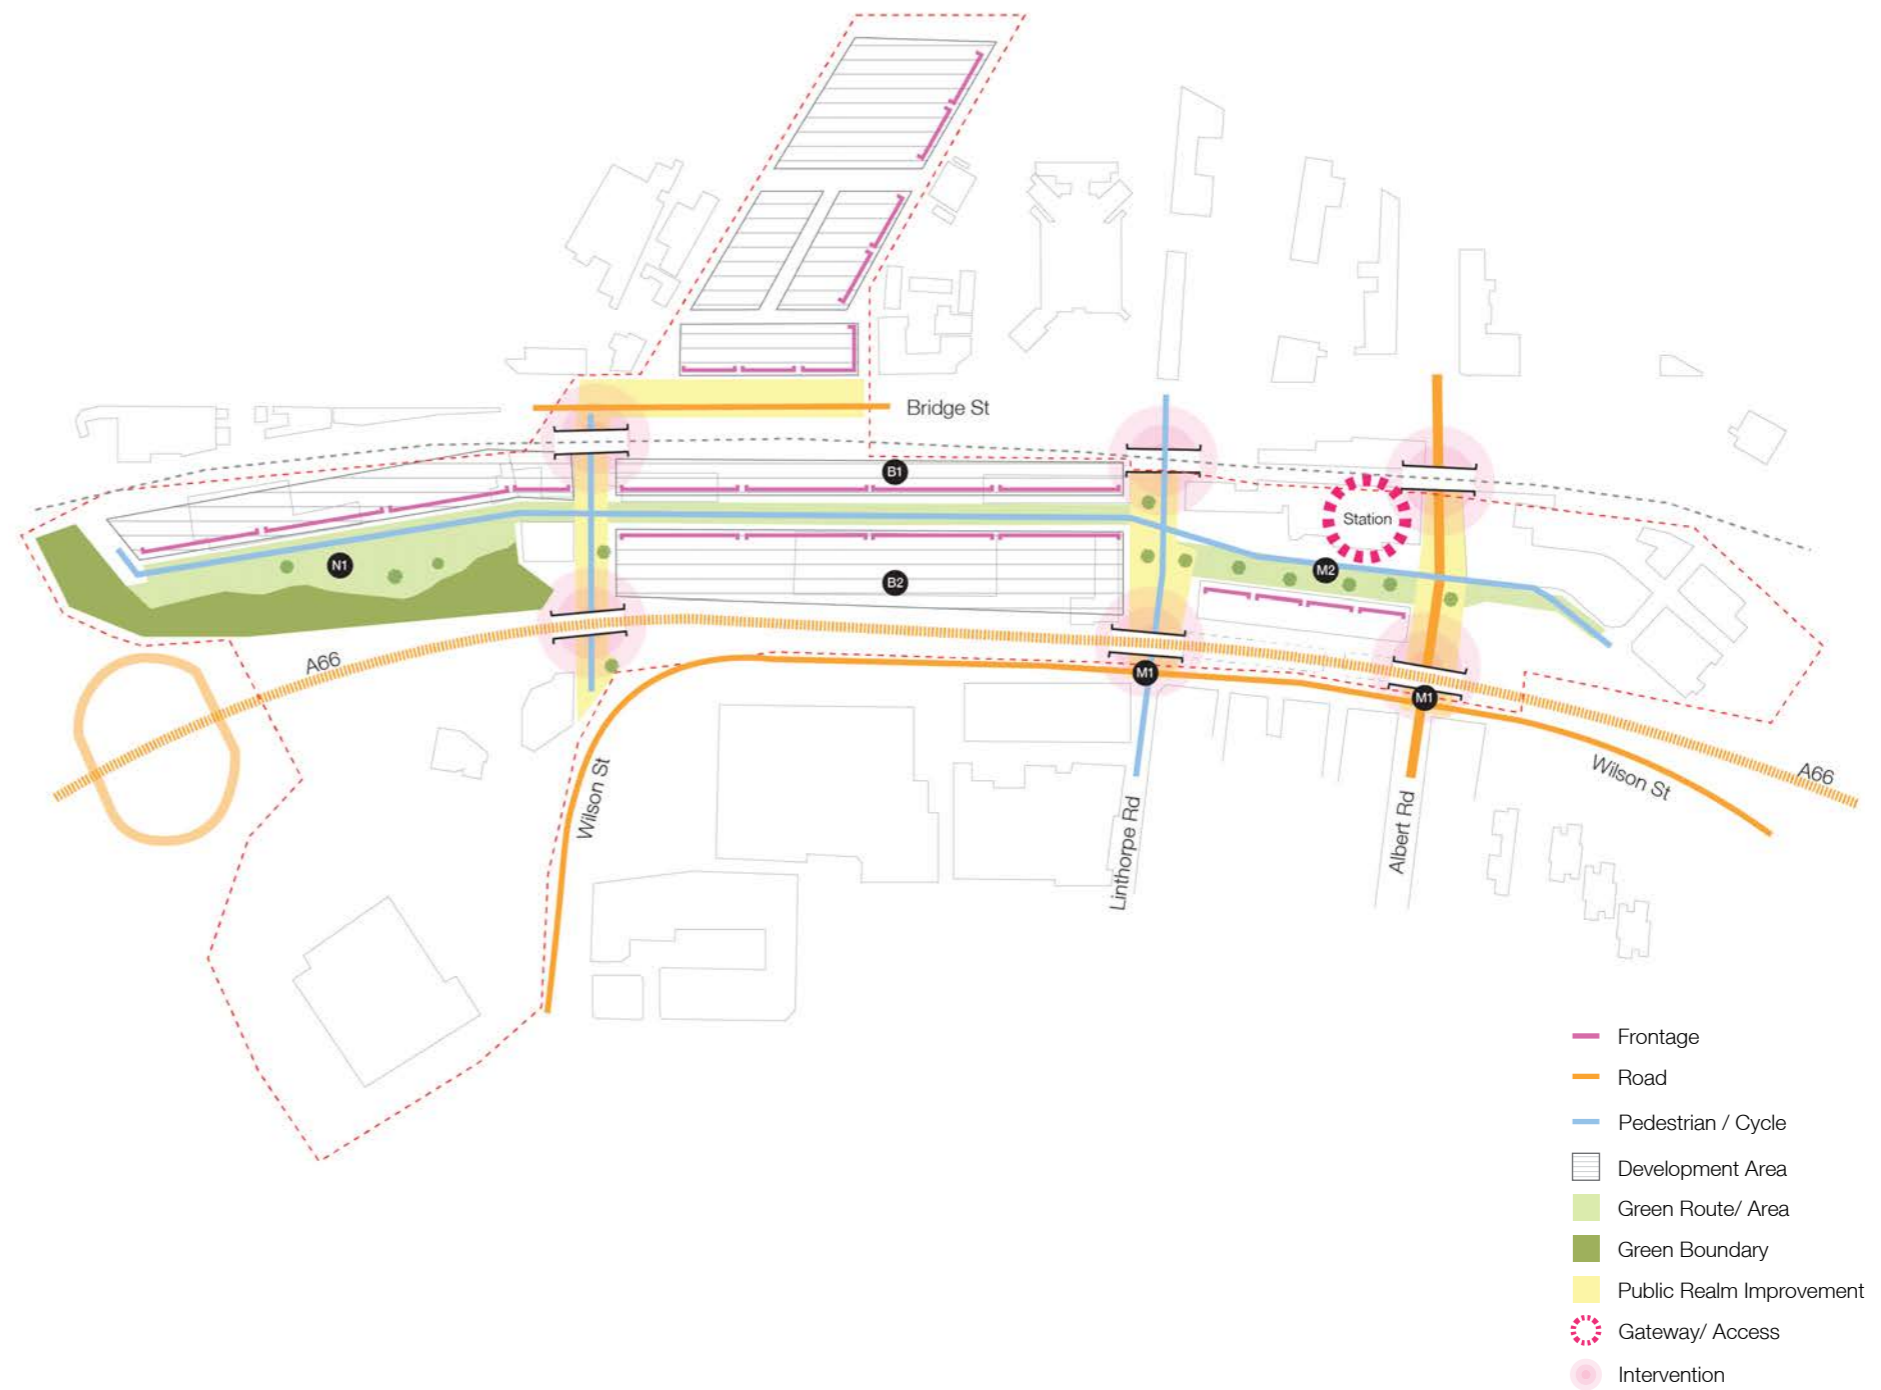 Bridge St
B1
Station
N1
M2
B2
A66
M1
M1
Wilson St
Linthorpe Rd
Albert Rd
Wilson St
A66
Frontage
Road
Pedestrian / Cycle
Development Area
Green Route/ Area
Green Boundary
Public Realm Improvement
Gateway/ Access
Intervention